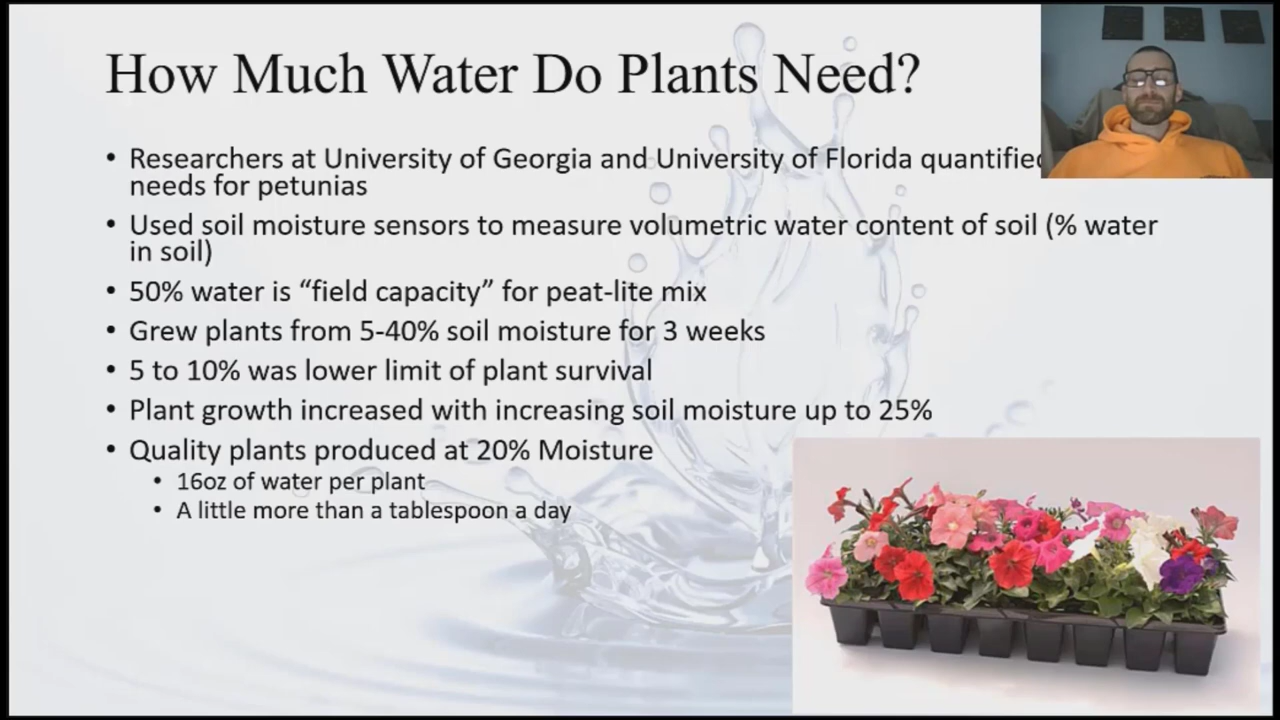 How Much Water Do Plants Need?
• Researchers at University of Georgia and University of Florida quantified
needs for petunias
• Used soil moisture sensors to measure volumetric water content of soil (% water
in soil)
• 50% water is “field capacity” for peat-lite mix
• Grew plants from 5-40% soil moisture for 3 weeks
• 5 to 10% was lower limit of plant survival
• Plant growth increased with increasing soil moisture up to 25%
• Quality plants produced at 20% Moisture
• 16oz of water per plant
• A little more than a tablespoon a day